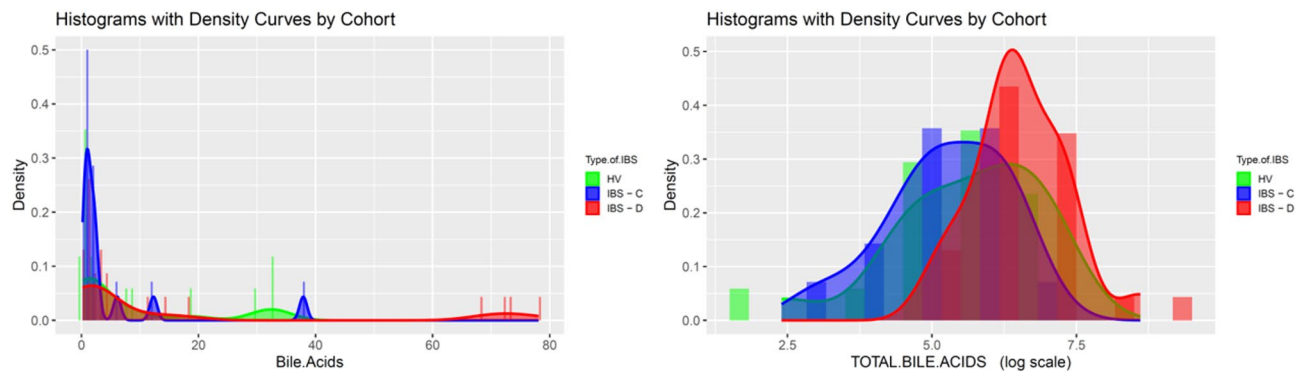 Histograms with Density Curves by Cohort
0.5
0.4
0.3
0.2
0.1
0.0
Density
0
20
40
60
80
Bile.Acids
Type.of.IBS
HV
IBS - C
IBS - D
Histograms with Density Curves by Cohort
0.5
0.4
0.3
0.2
0.1
0.0
Density
2.5
5.0
7.5
TOTAL.BILE.ACIDS (log scale)
Type.of.IBS
HV
IBS - C
IBS - D